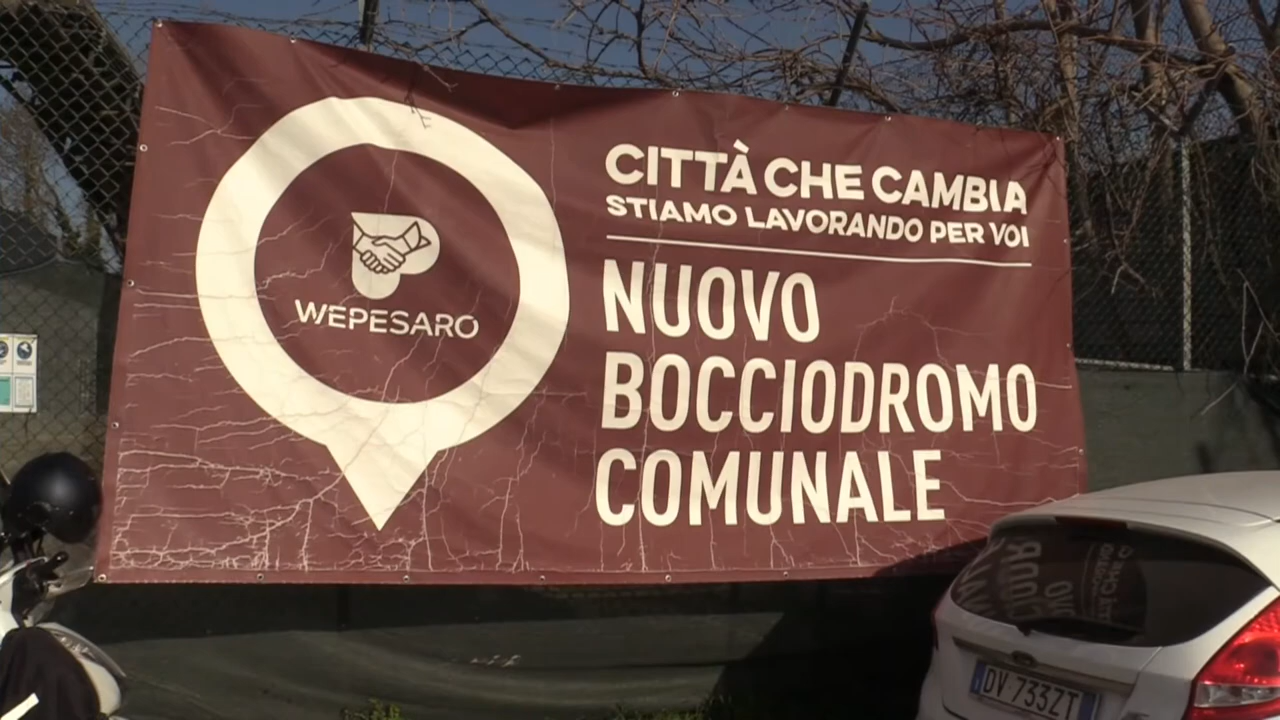 WEPESARO
CITTÀ CHE CAMBIA
STIAMO LAVORANDO PER VOI
NUOVO
BOCCIODROMO
COMUNALE
DV 733ZT